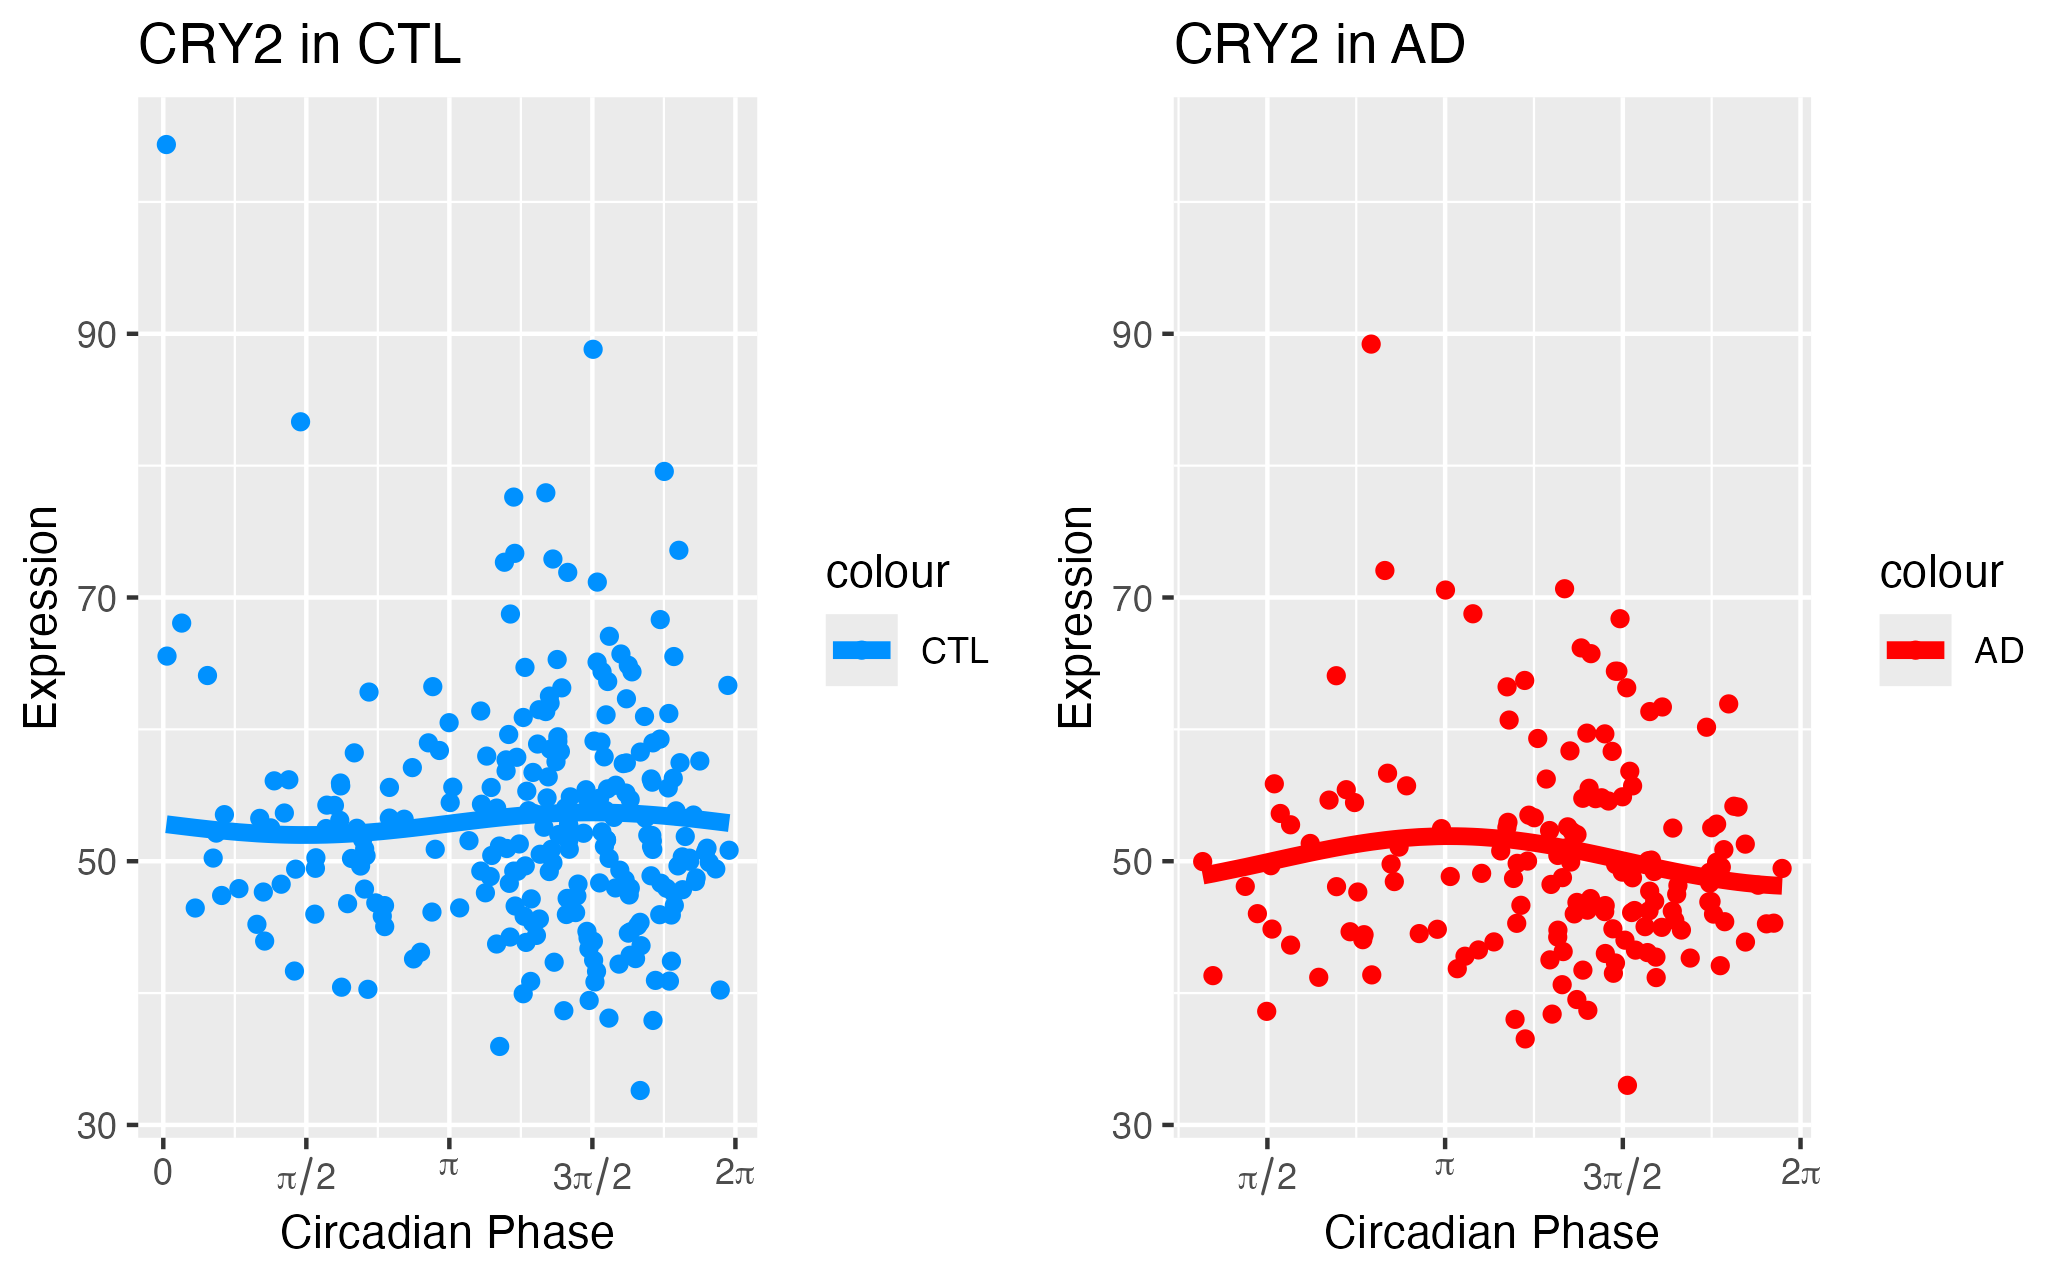 CRY2 in CTL
90
70
50
30
Expression
0
π/2
π
3π/2
2π
Circadian Phase
colour
CTL
CRY2 in AD
90
70
50
30
Expression
π/2
π
3π/2
2π
Circadian Phase
colour
AD